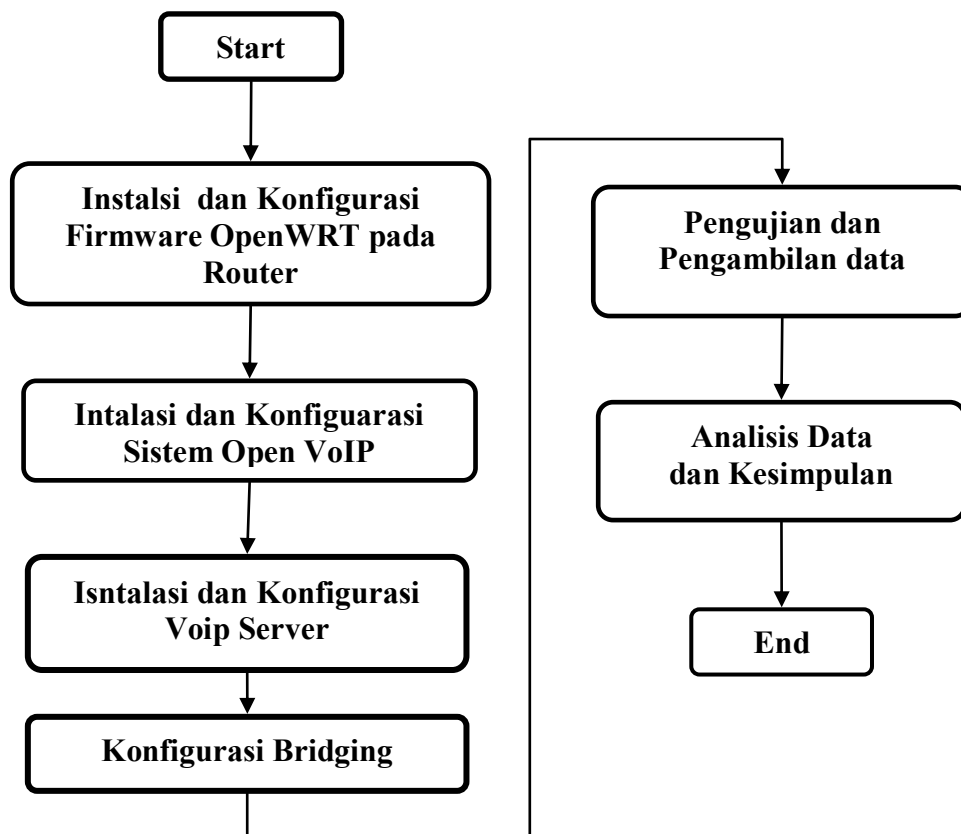 Start
Instalsi dan Konfigurasi
Firmware OpenWRT pada
Router
Intalasi dan Konfiguarasi
Sistem Open VoIP
Isntalasi dan Konfigurasi
Voip Server
Konfigurasi Bridging
Pengujian dan
Pengambilan data
Analisis Data
dan Kesimpulan
End